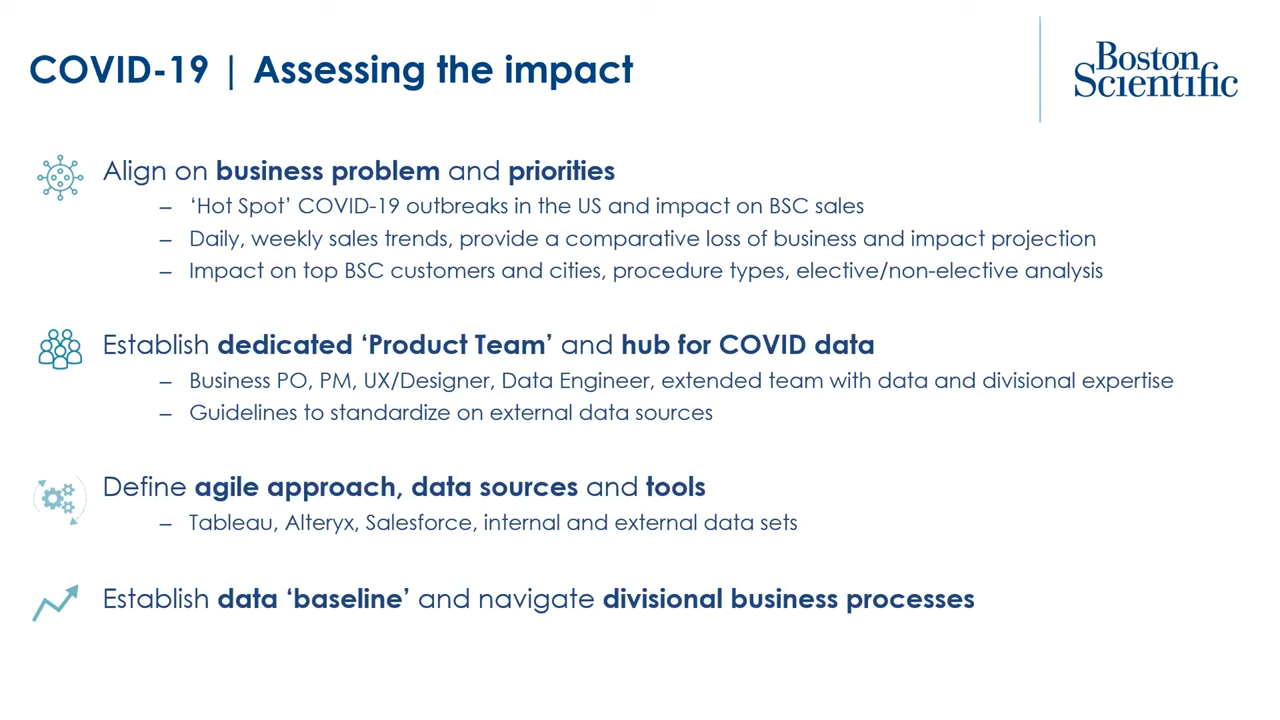 COVID-19 | Assessing the impact
Boston
Scientific
Align on business problem and priorities
– ‘Hot Spot’ COVID-19 outbreaks in the US and impact on BSC sales
– Daily, weekly sales trends, provide a comparative loss of business and impact projection
– Impact on top BSC customers and cities, procedure types, elective/non-elective analysis
Establish dedicated ‘Product Team’ and hub for COVID data
– Business PO, PM, UX/Designer, Data Engineer, extended team with data and divisional expertise
– Guidelines to standardize on external data sources
Define agile approach, data sources and tools
– Tableau, Alteryx, Salesforce, internal and external data sets
Establish data ‘baseline’ and navigate divisional business processes